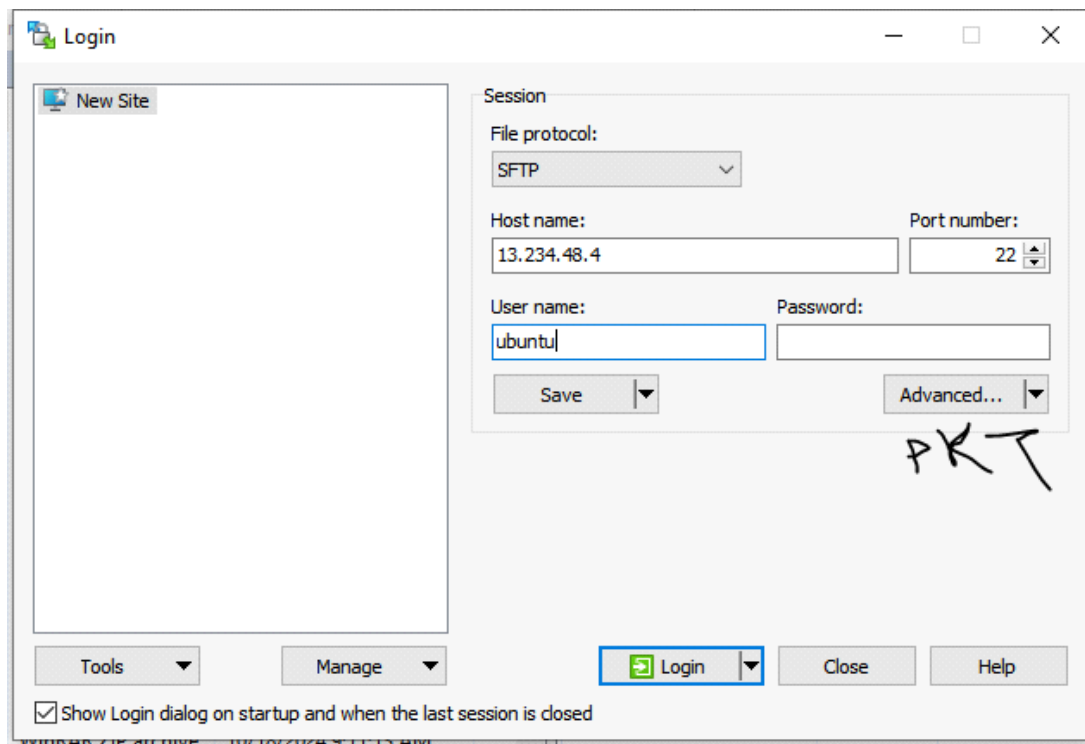 Login
New Site
Session
File protocol:
SFTP
Host name: Port number:
13.234.48.4 22
User name: Password:
ubuntu
Save Advanced...
PKT
Tools Manage Login Close Help
Show Login dialog on startup and when the last session is closed